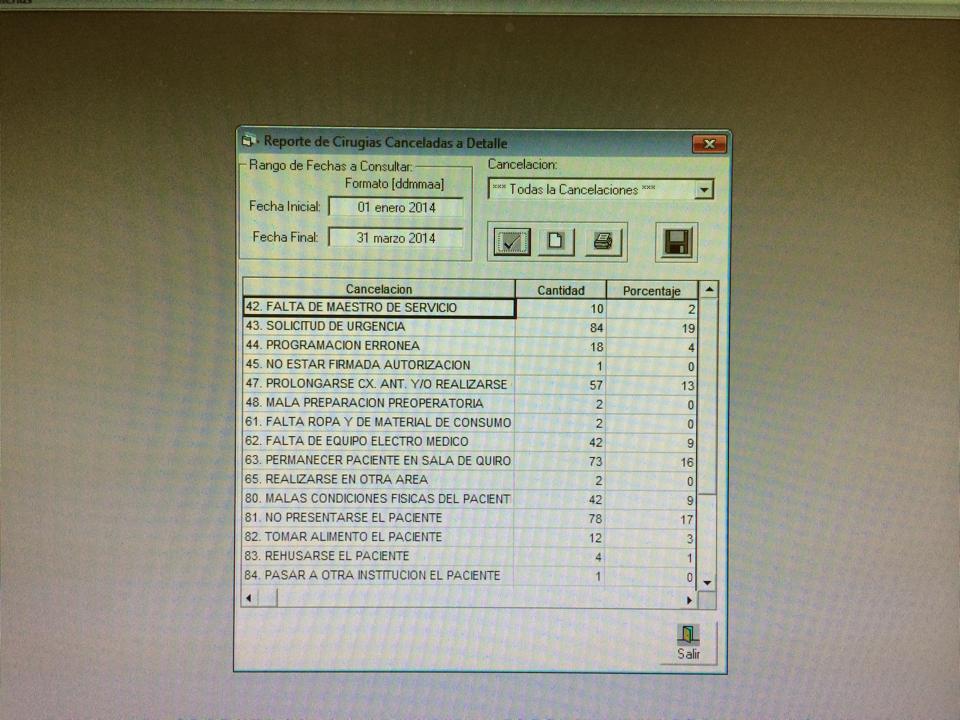 Reporte de Cirugias Canceladas a Detalle
Rango de Fechas a Consultar:
Formato [ddmmaa]
Fecha Inicial: 01 enero 2014
Fecha Final: 31 marzo 2014
Cancelacion:
*** Todas la Cancelaciones ***
Cancelacion Cantidad Porcentaje
42. FALTA DE MAESTRO DE SERVICIO 10 2
43. SOLICITUD DE URGENCIA 84 19
44. PROGRAMACION ERRONEA 18 4
45. NO ESTAR FIRMADA AUTORIZACION 1 0
47. PROLONGARSE CX. ANT. Y/O REALIZARSE 57 13
48. MALA PREPARACION PREOPERATORIA 2 0
61. FALTA ROPA Y DE MATERIAL DE CONSUMO 2 0
62. FALTA DE EQUIPO ELECTRO MEDICO 42 9
63. PERMANECER PACIENTE EN SALA DE QUIRO 73 16
65. REALIZARSE EN OTRA AREA 2 0
80. MALAS CONDICIONES FISICAS DEL PACIENT 42 9
81. NO PRESENTARSE EL PACIENTE 78 17
82. TOMAR ALIMENTO EL PACIENTE 12 3
83. REHUSARSE EL PACIENTE 4 1
84. PASAR A OTRA INSTITUCION EL PACIENTE 1 0
Salir